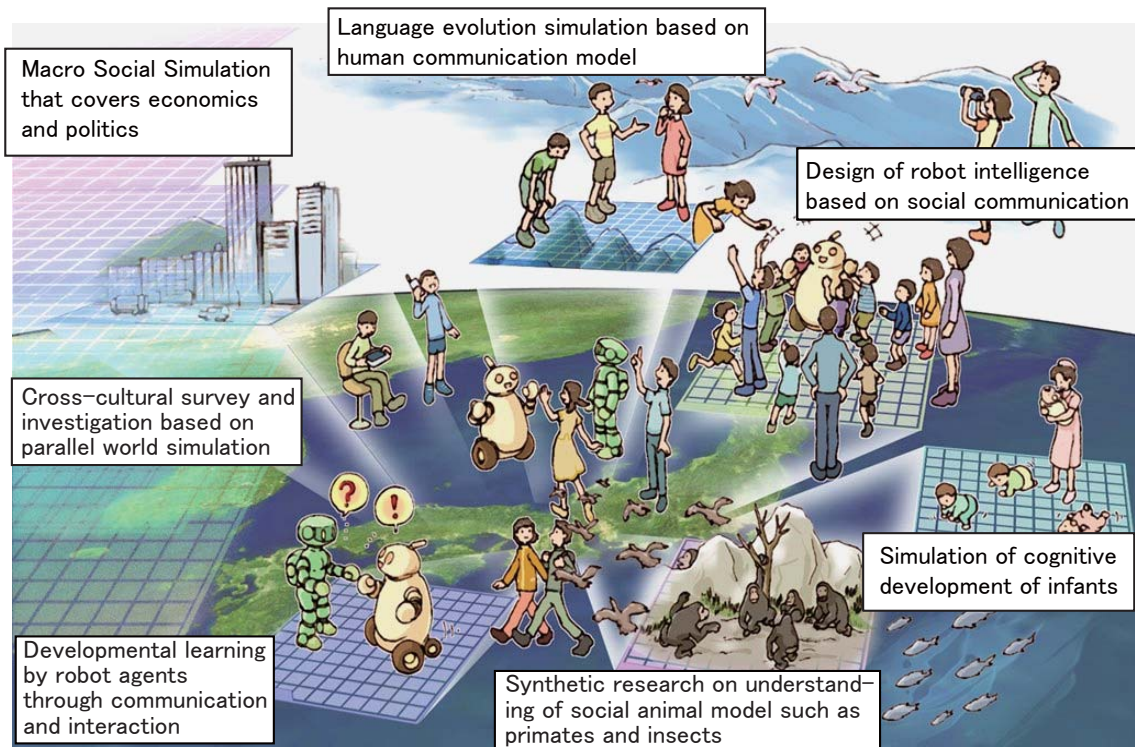 Language evolution simulation based on
human communication model
Macro Social Simulation
that covers economics
and politics
Design of robot intelligence
based on social communication
Cross-cultural survey and
investigation based on
parallel world simulation
?
!
Simulation of cognitive
development of infants
Developmental learning
by robot agents
through communication
and interaction
Synthetic research on understand-
ing of social animal model such as
primates and insects